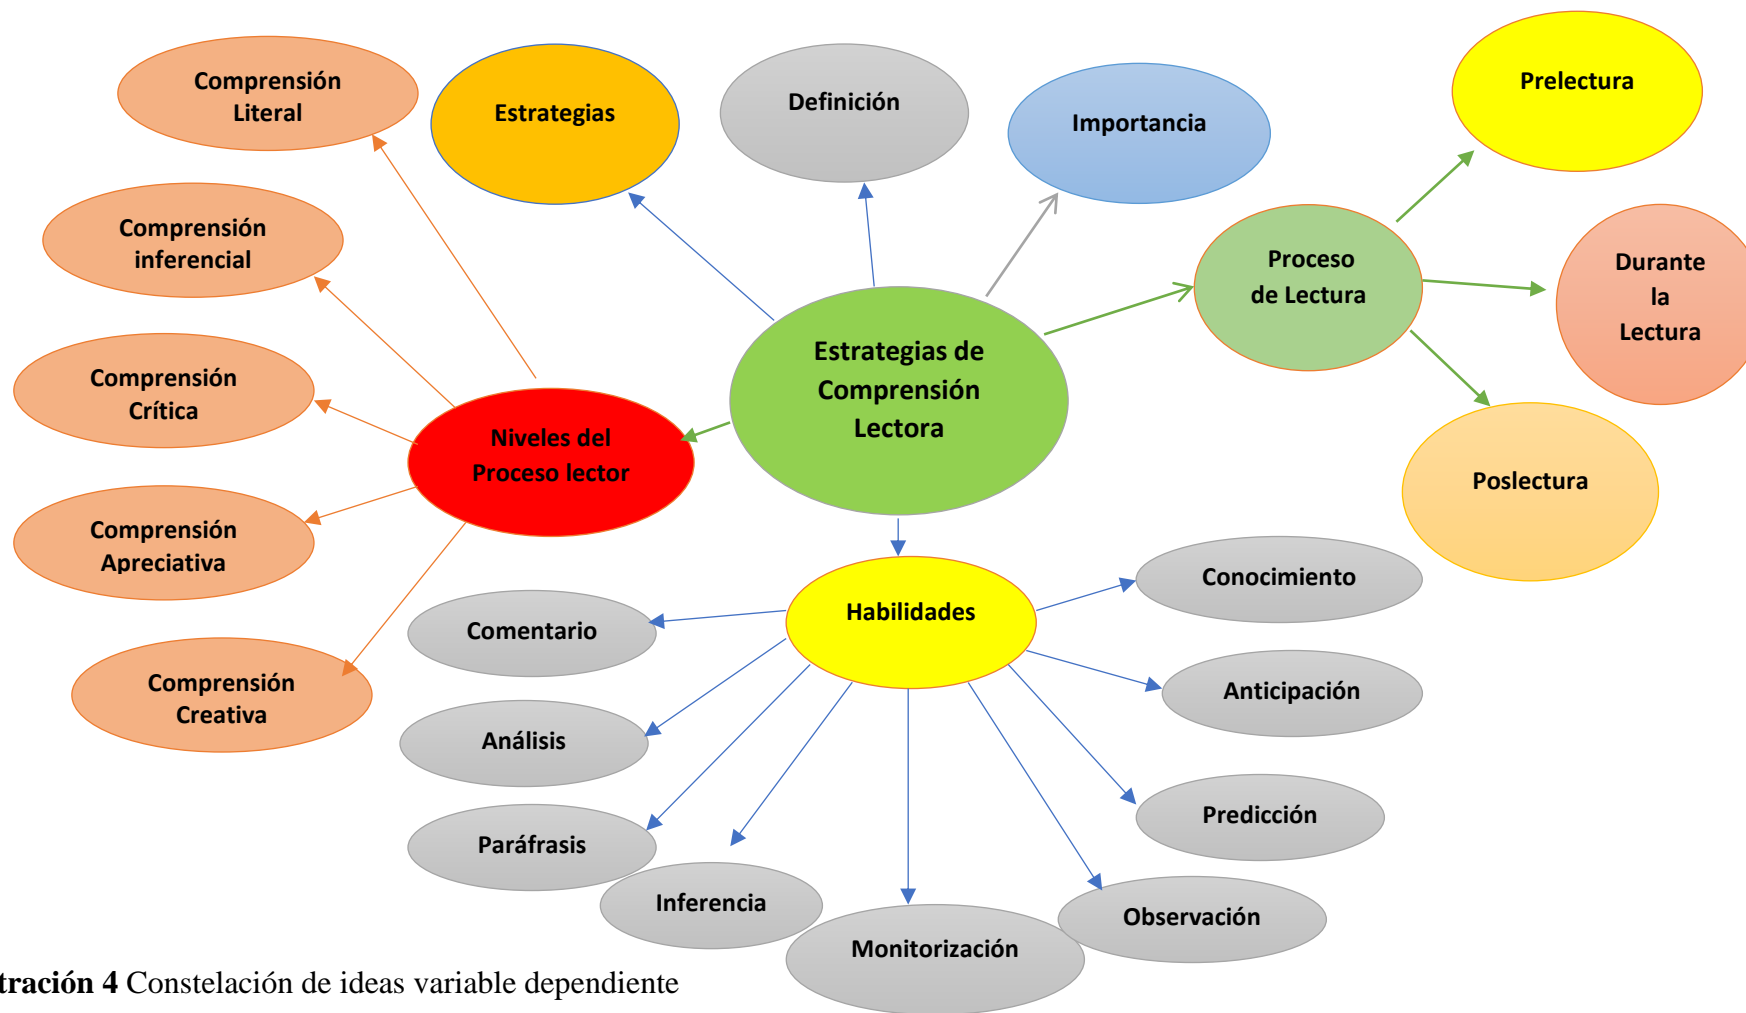 Comprensión
Literal
Estrategias
Definición
Importancia
Prelectura
Comprensión
inferencial
Proceso
de Lectura
Durante
la
Lectura
Comprensión
Crítica
Estrategias de
Comprensión
Lectora
Niveles del
Proceso lector
Poslectura
Comprensión
Apreciativa
Conocimiento
Habilidades
Comentario
Comprensión
Creativa
Anticipación
Análisis
Predicción
Paráfrasis
Inferencia
Observación
Monitorización
tración 4 Constelación de ideas variable dependiente